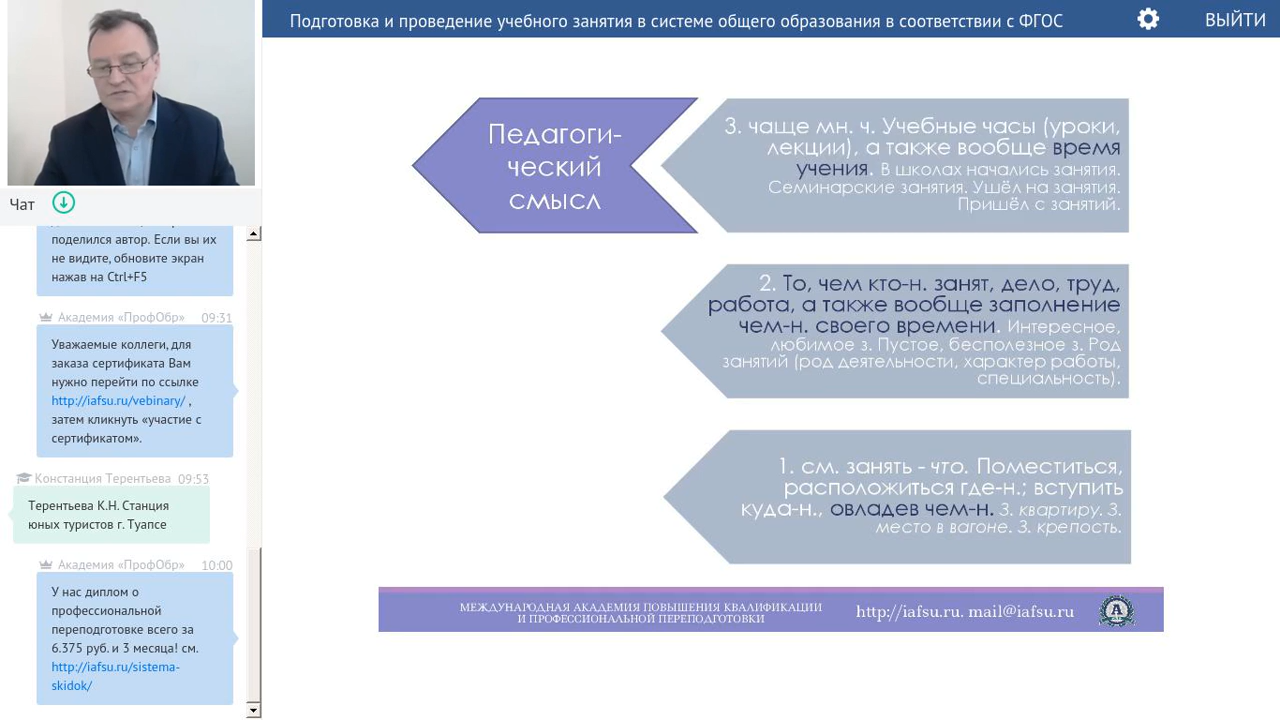 Подготовка и проведение учебного занятия в системе общего образования в соответствии с ФГОС
ВЫЙТИ
Чат
поделился автор. Если вы их
не видите, обновите экран
нажав на Ctrl+F5
Академия «ПрофОбр» 09:31
Уважаемые коллеги, для
заказа сертификата Вам
нужно перейти по ссылке
http://iafsu.ru/vebinary/ ,
затем кликнуть «участие с
сертификатом».
Констанция Терентьева 09:53
Терентьева К.Н. Станция
юных туристов г. Туапсе
Академия «ПрофОбр» 10:00
У нас диплом о
профессиональной
переподготовке всего за
6.375 руб. и 3 месяца! см.
http://iafsu.ru/sistema-
skidok/
Педагоги-
ческий
смысл
3. чаще мн. ч. Учебные часы (уроки,
лекции), а также вообще время
учения. В школах начались занятия.
Семинарские занятия. Ушёл на занятия.
Пришёл с занятий.
2. То, чем кто-н. занят, дело, труд,
работа, а также вообще заполнение
чем-н. своего времени. Интересное,
любимое з. Пустое, бесполезное з. Род
занятий (род деятельности, характер работы,
специальность).
1. см. занять - что. Поместиться,
расположиться где-н.; вступить
куда-н., овладев чем-н. З. квартиру. З.
место в вагоне. З. крепость.
МЕЖДУНАРОДНАЯ АКАДЕМИЯ ПОВЫШЕНИЯ КВАЛИФИКАЦИИ
И ПРОФЕССИОНАЛЬНОЙ ПЕРЕПОДГОТОВКИ
http://iafsu.ru. mail@iafsu.ru